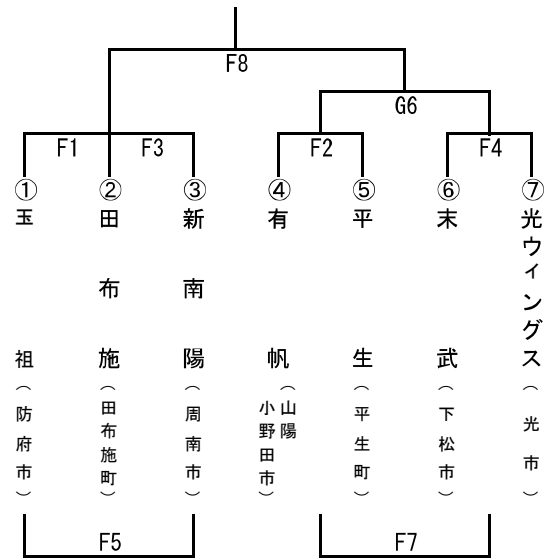 F8
G6
F1 F3 F2 F4
① ② ③ ④ ⑤ ⑥ ⑦
玉祖(防府市)
田布施(田布施町)
新南陽(周南市)
有帆(山陽小野田市)
平生(平生町)
末武(下松市)
光ウィングス(光市)
F5 F7